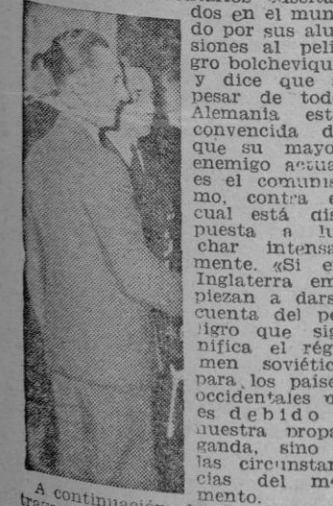 dos en el mun
do por sus alu
siones al peli
gro bolchevique
y dice que
pesar de tod
Alemania est
convencida d
que su mayo
enemigo actua
es el comunis
mo, contra e
cual está dis
puesta a lu
char intensa
mente. «Si e
Inglaterra em
piezan a dars
cuenta del pe
ligro que sig
nifica el rég
men soviétic
para los paíse
occidentales n
es debido
nuestra propa
ganda, sino
las circunstan
cias del m
mento.
A continuación